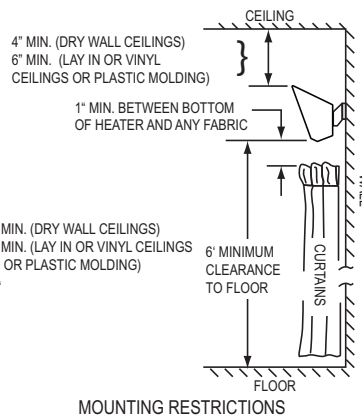 CEILING
4" MIN. (DRY WALL CEILINGS)
6" MIN. (LAY IN OR VINYL
CEILINGS OR PLASTIC MOLDING)
1" MIN. BETWEEN BOTTOM
OF HEATER AND ANY FABRIC
MIN. (DRY WALL CEILINGS)
MIN. (LAY IN OR VINYL CEILINGS
OR PLASTIC MOLDING)
6' MINIMUM
CLEARANCE
TO FLOOR
CURTAINS
FLOOR
MOUNTING RESTRICTIONS